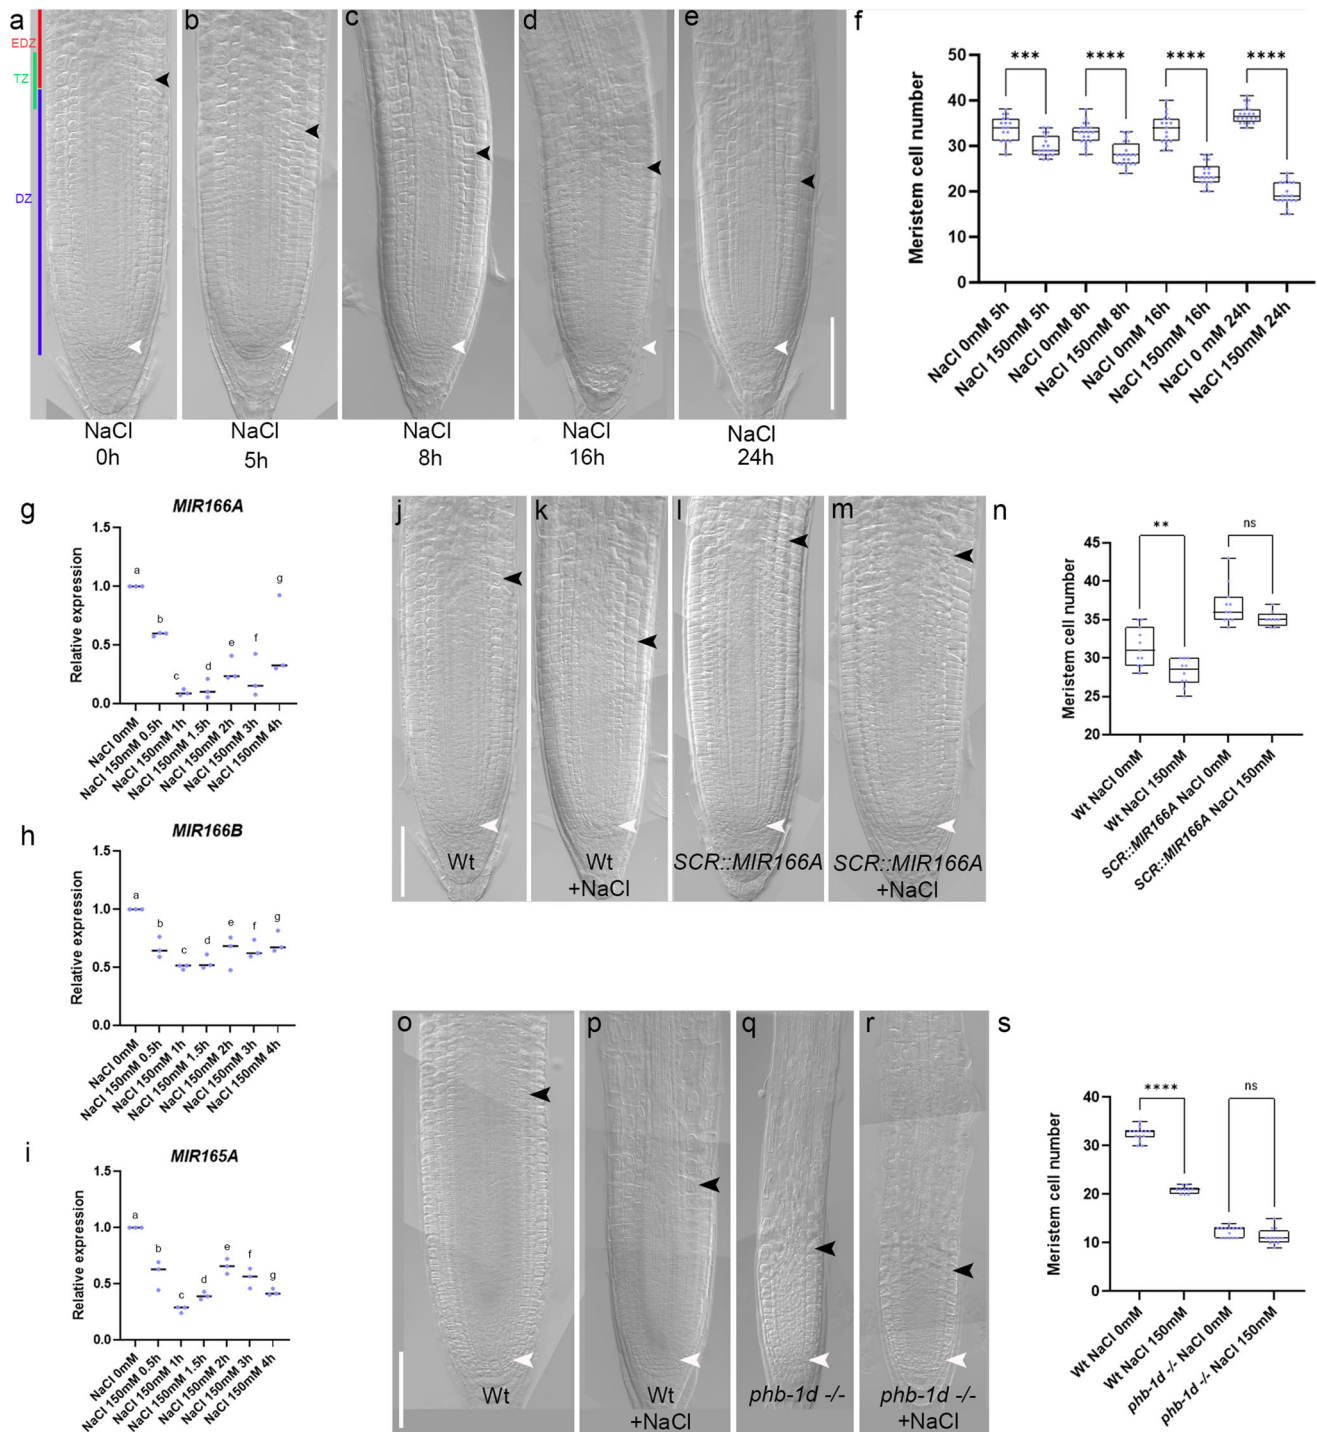 a
b
c
d
e
f
EDZ
TZ
DZ
NaCl
0h
NaCl
5h
NaCl
8h
NaCl
16h
NaCl
24h
Meristem cell number
50
40
30
20
10
0
***
****
****
****
NaCl 0mM 5h
NaCl 150mM 5h
NaCl 0mM 8h
NaCl 150mM 8h
NaCl 0mM 16h
NaCl 150mM 16h
NaCl 0 mM 24h
NaCl 150mM 24h
g
MIR166A
Relative expression
1.5
1.0
0.5
0.0
a
b
c
d
e
f
g
NaCl 0mM
NaCl 150mM 0.5h
NaCl 150mM 1h
NaCl 150mM 1.5h
NaCl 150mM 2h
NaCl 150mM 3h
NaCl 150mM 4h
h
MIR166B
Relative expression
1.5
1.0
0.5
0.0
a
b
c
d
e
f
g
NaCl 0mM
NaCl 150mM 0.5h
NaCl 150mM 1h
NaCl 150mM 1.5h
NaCl 150mM 2h
NaCl 150mM 3h
NaCl 150mM 4h
i
MIR165A
Relative expression
1.5
1.0
0.5
0.0
a
b
c
d
e
f
g
NaCl 0mM
NaCl 150mM 0.5h
NaCl 150mM 1h
NaCl 150mM 1.5h
NaCl 150mM 2h
NaCl 150mM 3h
NaCl 150mM 4h
j
k
l
m
n
Wt
Wt
+NaCl
SCR::MIR166A
SCR::MIR166A
+NaCl
Meristem cell number
45
40
35
30
25
20
**
ns
Wt NaCl 0mM
Wt NaCl 150mM
SCR::MIR166A NaCl 0mM
SCR::MIR166A NaCl 150mM
o
p
q
r
s
Wt
Wt
+NaCl
phb-1d -/-
phb-1d -/-
+NaCl
Meristem cell number
40
30
20
10
0
****
ns
Wt NaCl 0mM
Wt NaCl 150mM
phb-1d -/- NaCl 0mM
phb-1d -/- NaCl 150mM